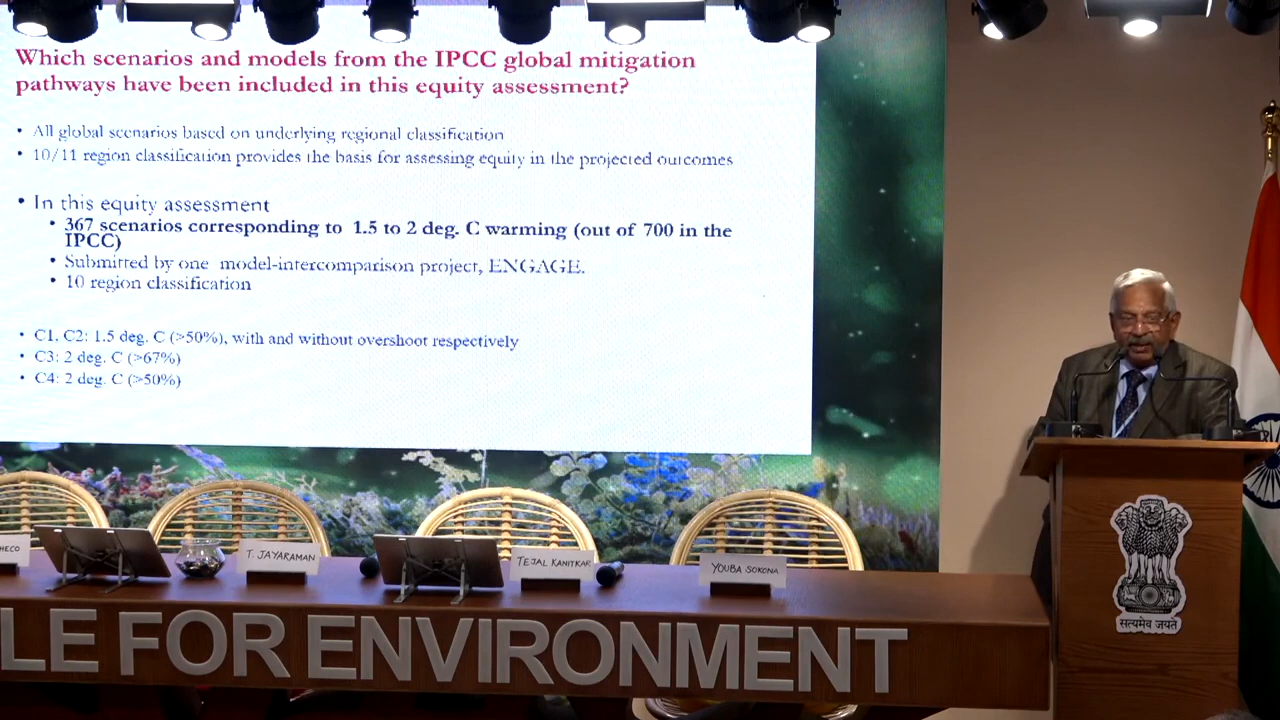 Which scenarios and models from the IPCC global mitigation
pathways have been included in this equity assessment?
• All global scenarios based on underlying regional classification
• 10/11 region classification provides the basis for assessing equity in the projected outcomes
• In this equity assessment
• 367 scenarios corresponding to 1.5 to 2 deg. C warming (out of 700 in the
IPCC)
• Submitted by one model-intercomparison project, ENGAGE.
• 10 region classification
• C1, C2: 1.5 deg. C (>50%), with and without overshoot respectively
• C3: 2 deg. C (>67%)
• C4: 2 deg. C (>50%)
HECO
T. JAYARAMAN
TEJAL KANITKAR
YOUBA SOKONA
LE FOR ENVIRONMENT
सत्यमेव जयते